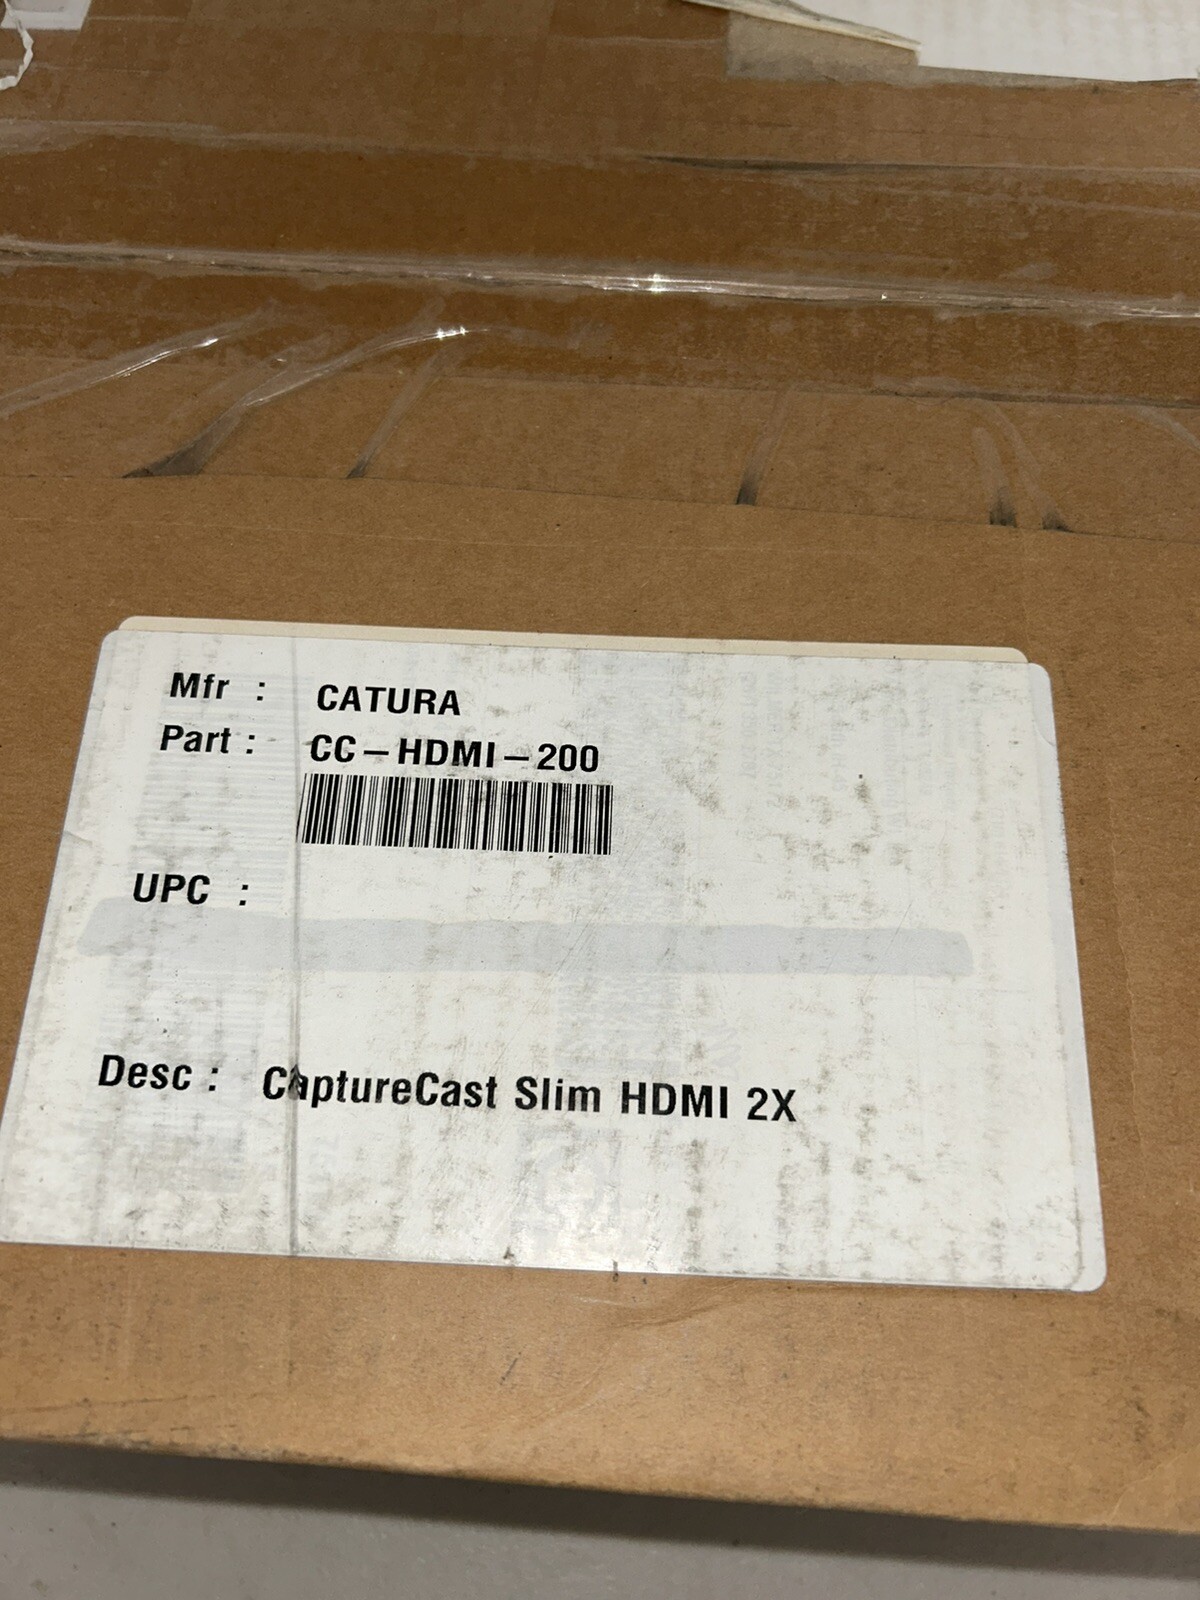 Mfr : CATURA
Part : CC-HDMI-200
UPC :
Desc : CaptureCast Slim HDMI 2X